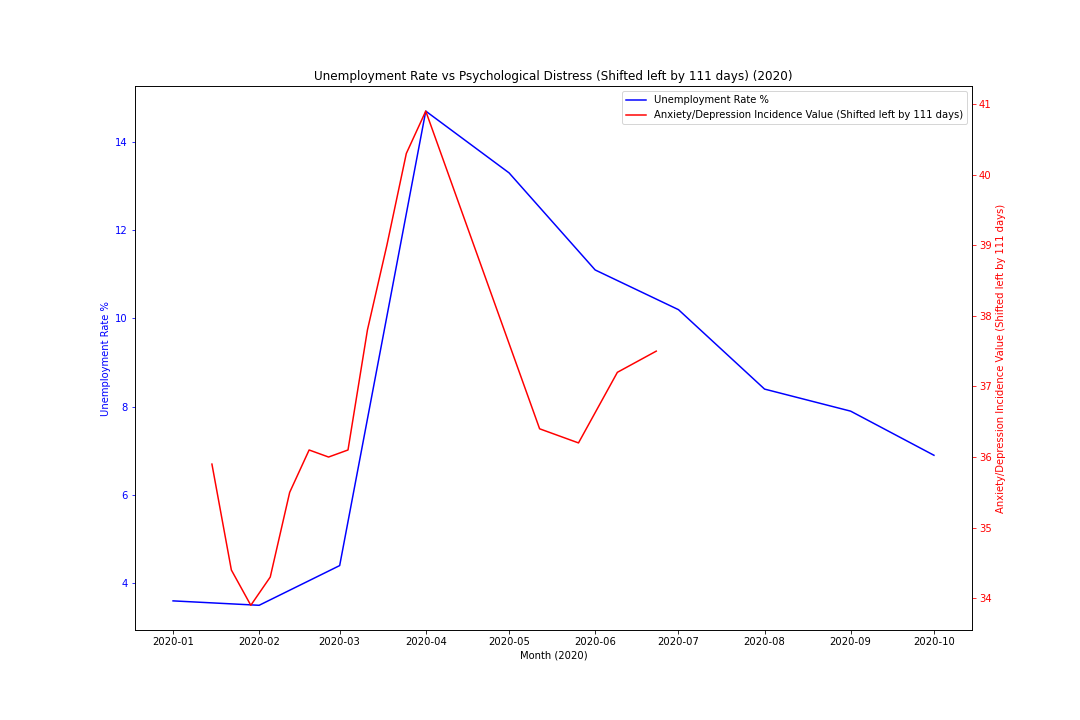 Unemployment Rate vs Psychological Distress (Shifted left by 111 days) (2020)
Unemployment Rate %
Anxiety/Depression Incidence Value (Shifted left by 111 days)
14
12
10
8
6
4
Unemployment Rate %
41
40
39
38
37
36
35
34
Anxiety/Depression Incidence Value (Shifted left by 111 days)
2020-01 2020-02 2020-03 2020-04 2020-05 2020-06 2020-07 2020-08 2020-09 2020-10
Month (2020)